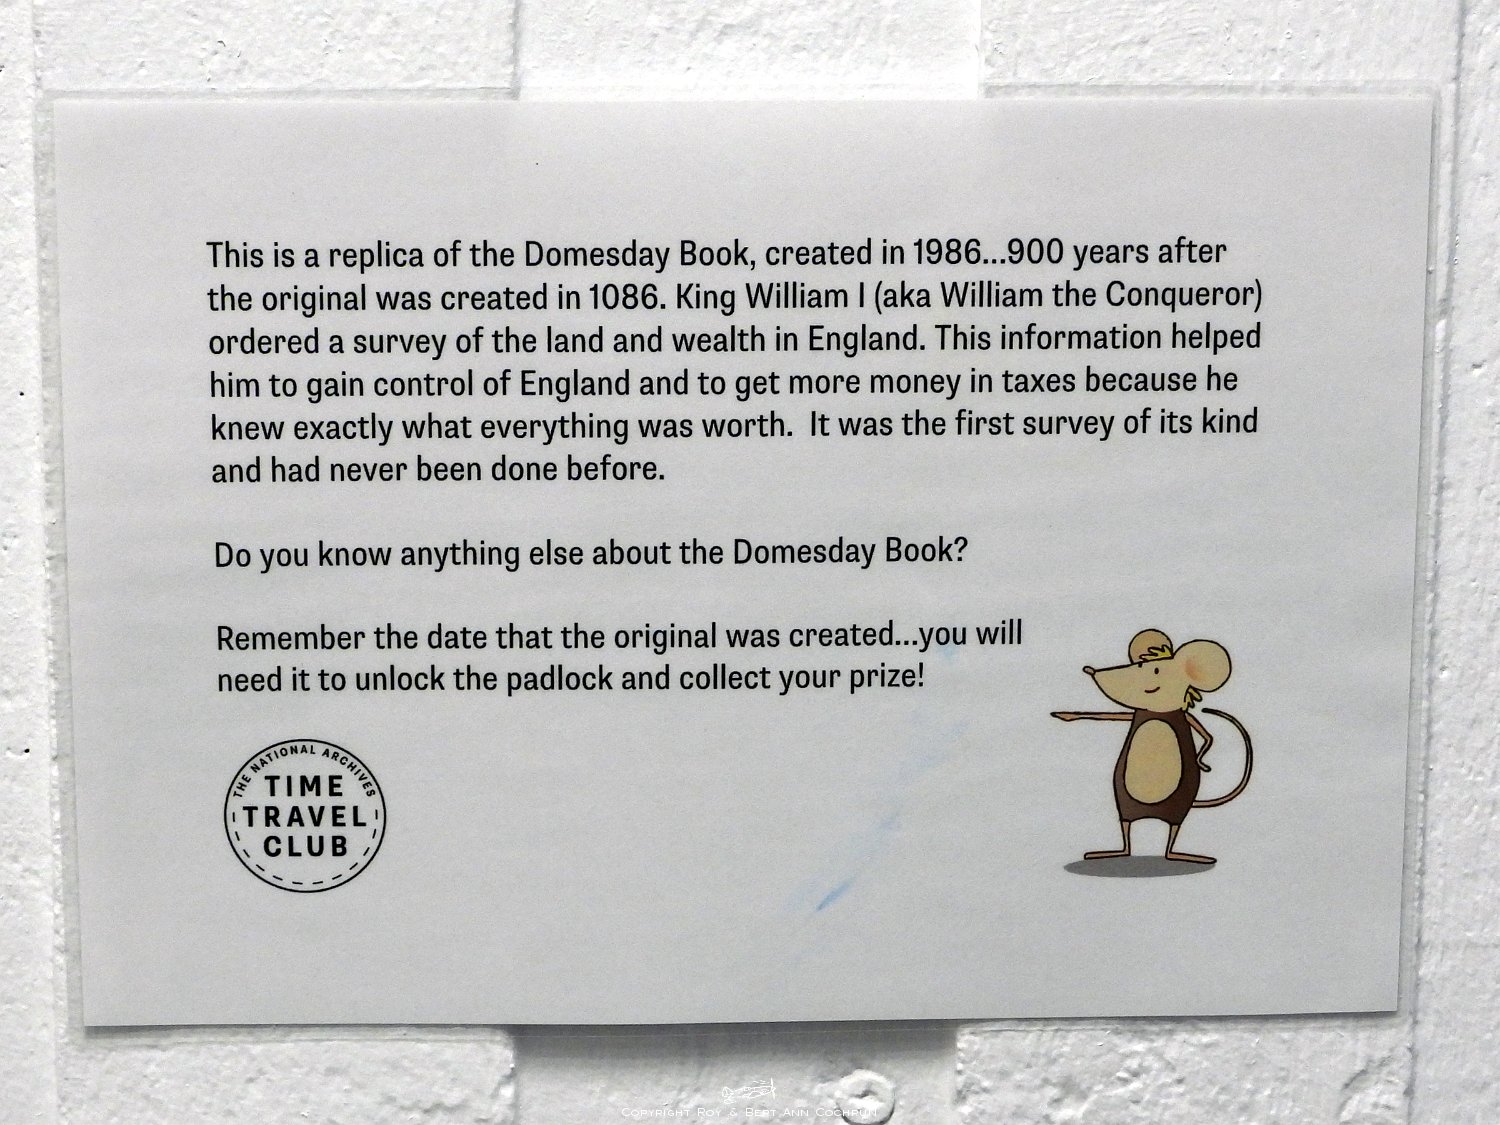 This is a replica of the Domesday Book, created in 1986...900 years after
the original was created in 1086. King William I (aka William the Conqueror)
ordered a survey of the land and wealth in England. This information helped
him to gain control of England and to get more money in taxes because he
knew exactly what everything was worth.  It was the first survey of its kind
and had never been done before.
Do you know anything else about the Domesday Book?
Remember the date that the original was created...you will
need it to unlock the padlock and collect your prize!
THE NATIONAL ARCHIVES
TIME
TRAVEL
CLUB
Copyright Roy & Bert Ann Cochrun